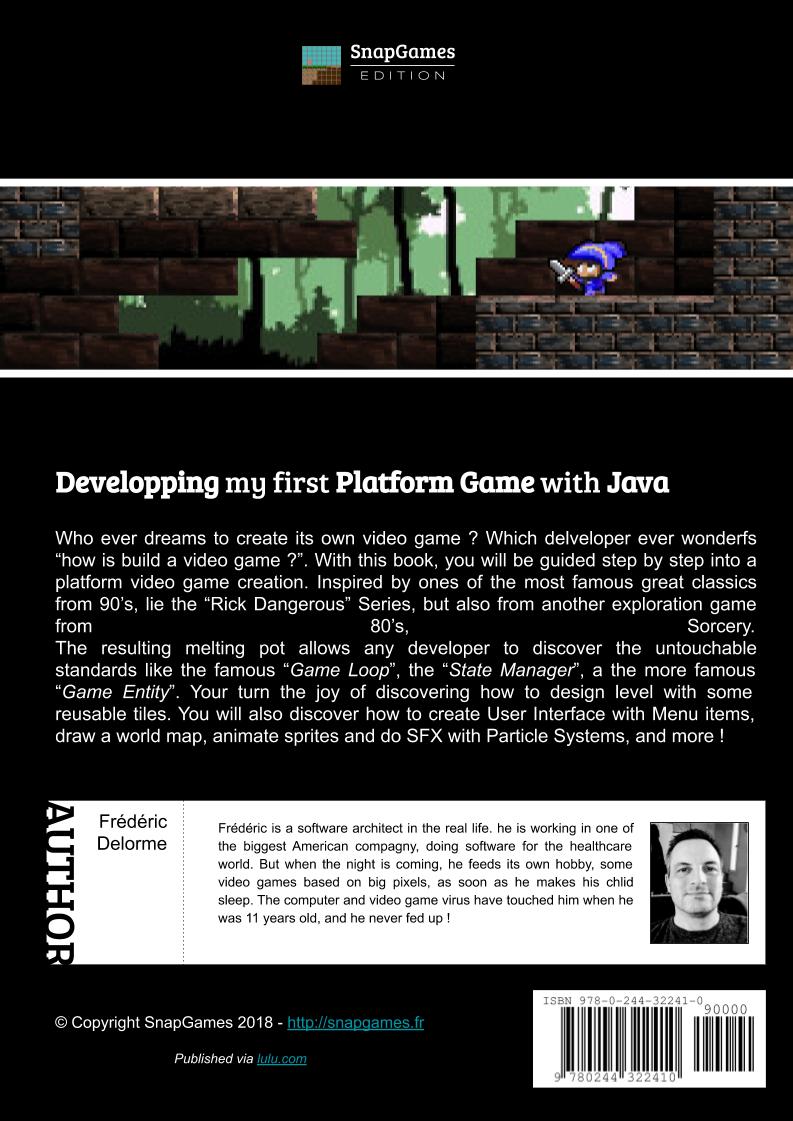 SnapGames
EDITION
Developping my first Platform Game with Java
Who ever dreams to create its own video game ? Which delveloper ever wonderfs
“how is build a video game ?”. With this book, you will be guided step by step into a
platform video game creation. Inspired by ones of the most famous great classics
from 90’s, lie the “Rick Dangerous” Series, but also from another exploration game
from 80’s, Sorcery.
The resulting melting pot allows any developer to discover the untouchable
standards like the famous “Game Loop”, the “State Manager”, a the more famous
“Game Entity”. Your turn the joy of discovering how to design level with some
reusable tiles. You will also discover how to create User Interface with Menu items,
draw a world map, animate sprites and do SFX with Particle Systems, and more !
AUTHOR
Frédéric
Delorme
Frédéric is a software architect in the real life. he is working in one of
the biggest American compagny, doing software for the healthcare
world. But when the night is coming, he feeds its own hobby, some
video games based on big pixels, as soon as he makes his chlid
sleep. The computer and video game virus have touched him when he
was 11 years old, and he never fed up !
© Copyright SnapGames 2018 - http://snapgames.fr
Published via lulu.com
ISBN 978-0-244-32241-0
90000
9 780244 322410